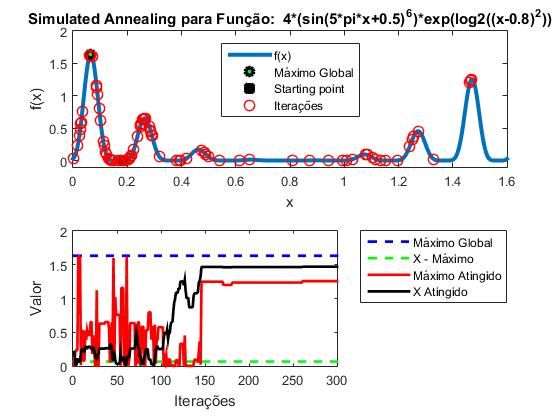 Simulated Annealing para Função: 4*(sin(5*pi*x+0.5)^6)*exp(log2((x-0.8)^2))
2
1.5
1
0.5
0
f(x)
f(x)
Máximo Global
Starting point
Iterações
0 0.2 0.4 0.6 0.8 1 1.2 1.4 1.6
x
2
1.5
1
0.5
0
Valor
0 50 100 150 200 250 300
Iterações
Máximo Global
X - Máximo
Máximo Atingido
X Atingido